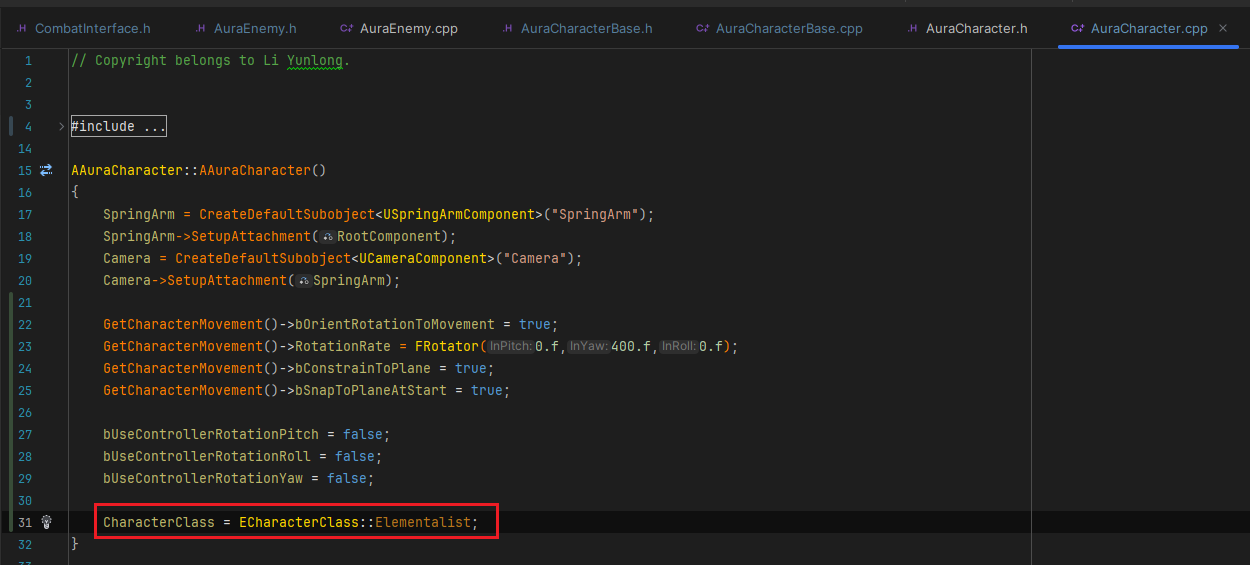 .H CombatInterface.h .H AuraEnemy.h C+ AuraEnemy.cpp .H AuraCharacterBase.h C+ AuraCharacterBase.cpp .H AuraCharacter.h C+ AuraCharacter.cpp ×
1 // Copyright belongs to Li Yunlong.
2
3
4 #include ...
14
15 AAuraCharacter::AAuraCharacter()
16 {
17 SpringArm = CreateDefaultSubobject<USpringArmComponent>("SpringArm");
18 SpringArm->SetupAttachment(RootComponent);
19 Camera = CreateDefaultSubobject<UCameraComponent>("Camera");
20 Camera->SetupAttachment(SpringArm);
21
22 GetCharacterMovement()->bOrientRotationToMovement = true;
23 GetCharacterMovement()->RotationRate = FRotator(InPitch:0.f,InYaw:400.f,InRoll:0.f);
24 GetCharacterMovement()->bConstrainToPlane = true;
25 GetCharacterMovement()->bSnapToPlaneAtStart = true;
26
27 bUseControllerRotationPitch = false;
28 bUseControllerRotationRoll = false;
29 bUseControllerRotationYaw = false;
30
31 CharacterClass = ECharacterClass::Elementalist;
32 }